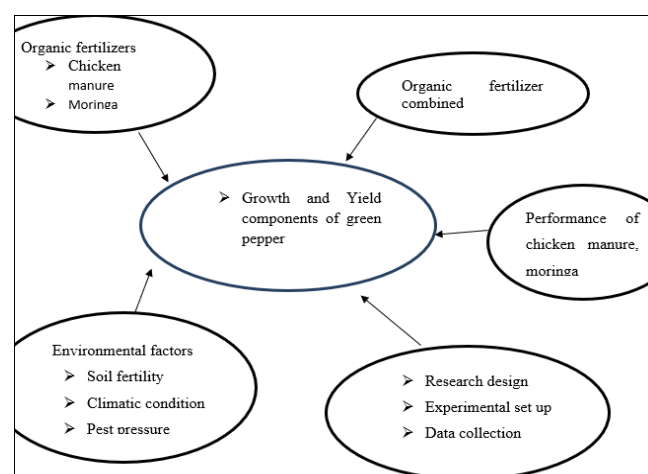 Organic fertilizers
➢ Chicken
manure
➢ Moringa
Organic fertilizer
combined
➢ Growth and Yield
components of green
pepper
Performance of
chicken manure,
moringa
Environmental factors
➢ Soil fertility
➢ Climatic condition
➢ Pest pressure
➢ Research design
➢ Experimental set up
➢ Data collection